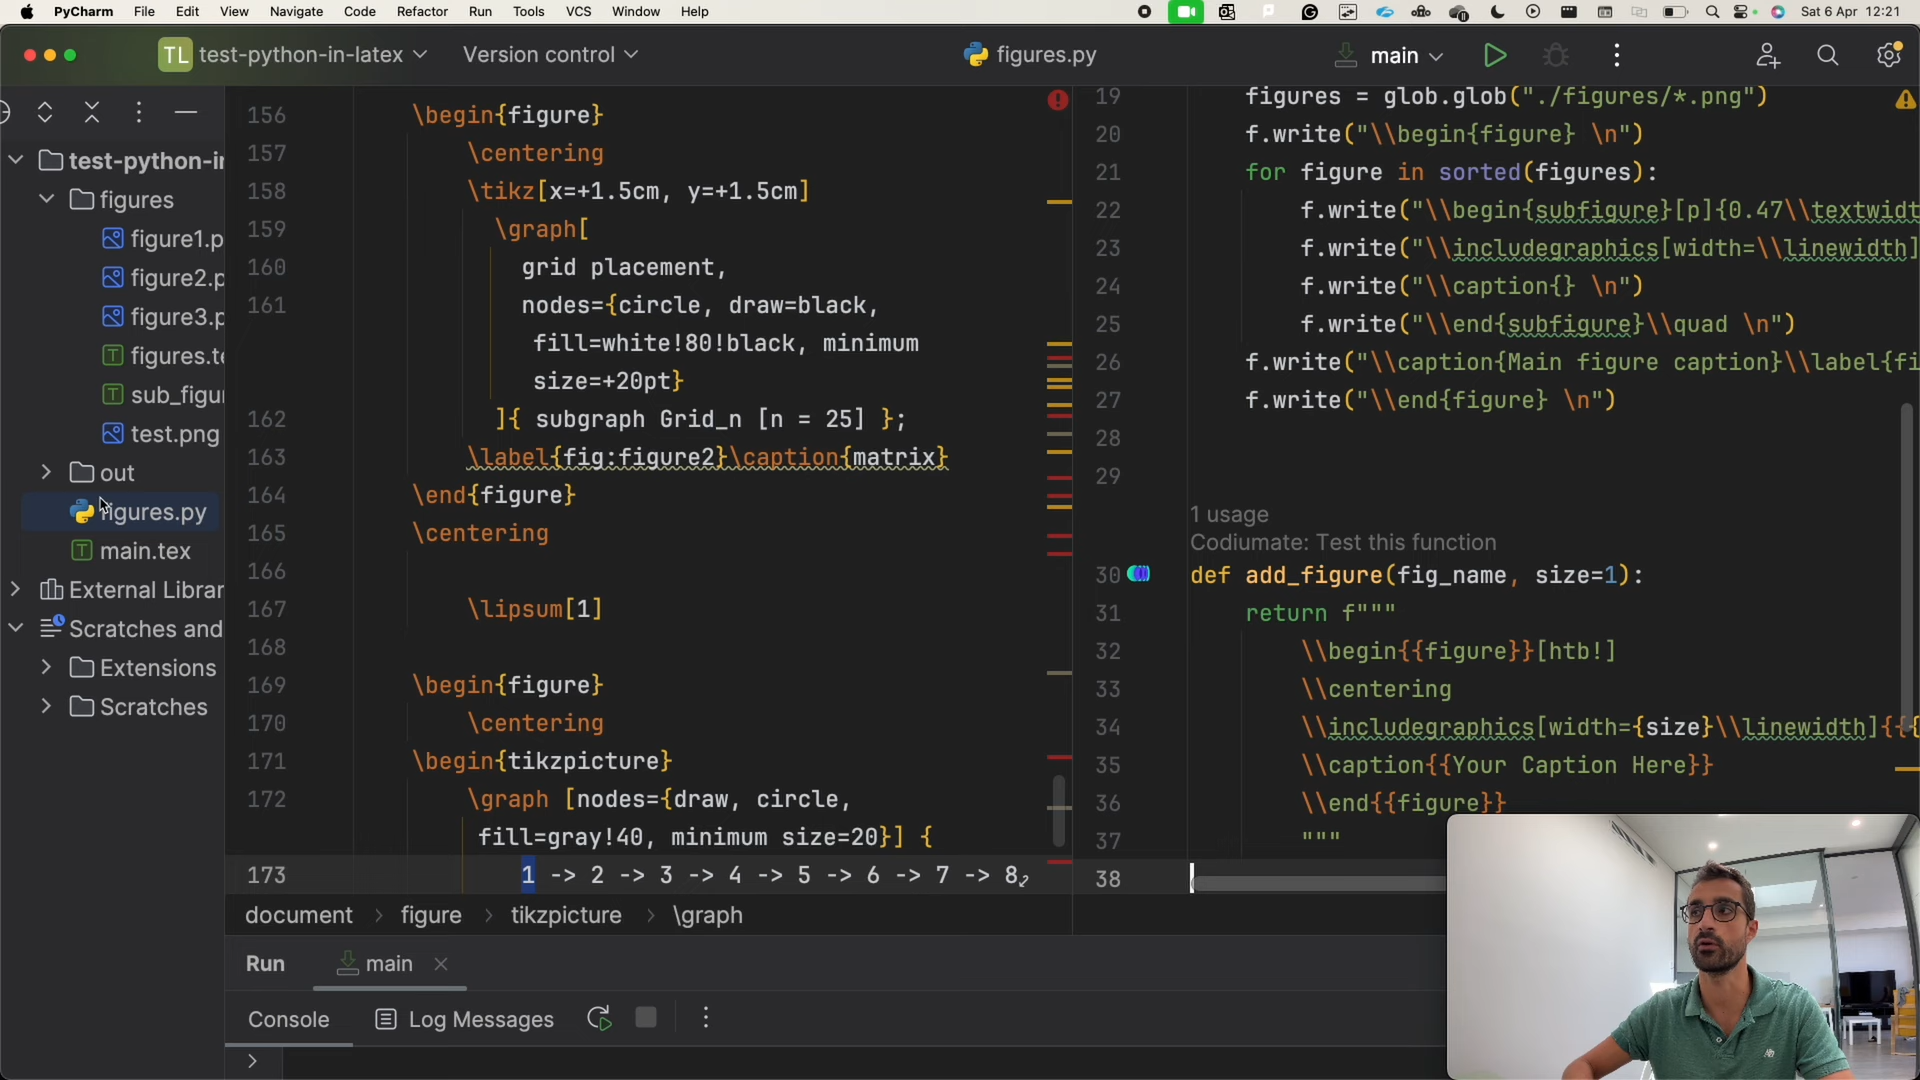 PyCharm File Edit View Navigate Code Refactor Run Tools VCS Window Help Sat 6 Apr 12:21
TL test-python-in-latex Version control figures.py main
test-python-in
figures
figure1.p
figure2.p
figure3.p
figures.te
sub_figur
test.png
out
figures.py
main.tex
External Librar
Scratches and
Extensions
Scratches
156 \begin{figure}
157 \centering
158 \tikz[x=+1.5cm, y=+1.5cm]
159 \graph[
160 grid placement,
161 nodes={circle, draw=black,
fill=white!80!black, minimum
size=+20pt}
162 ]{ subgraph Grid_n [n = 25] };
163 \label{fig:figure2}\caption{matrix}
164 \end{figure}
165 \centering
166
167 \lipsum[1]
168
169 \begin{figure}
170 \centering
171 \begin{tikzpicture}
172 \graph [nodes={draw, circle,
fill=gray!40, minimum size=20}] {
173 1 -> 2 -> 3 -> 4 -> 5 -> 6 -> 7 -> 8
document > figure > tikzpicture > \graph
19 figures = glob.glob("./figures/*.png")
20 f.write("\\begin{figure} \n")
21 for figure in sorted(figures):
22 f.write("\\begin{subfigure}[p]{0.47\\textwidt
23 f.write("\\includegraphics[width=\\linewidth]
24 f.write("\\caption{} \n")
25 f.write("\\end{subfigure}\\quad \n")
26 f.write("\\caption{Main figure caption}\\label{fi
27 f.write("\\end{figure} \n")
28
29
1 usage
Codiumate: Test this function
30 def add_figure(fig_name, size=1):
31 return f"""
32 \\begin{{figure}}[htb!]
33 \\centering
34 \\includegraphics[width={size}\\linewidth]{{{
35 \\caption{{Your Caption Here}}
36 \\end{{figure}}
37 """
38
Run main
Console Log Messages
>